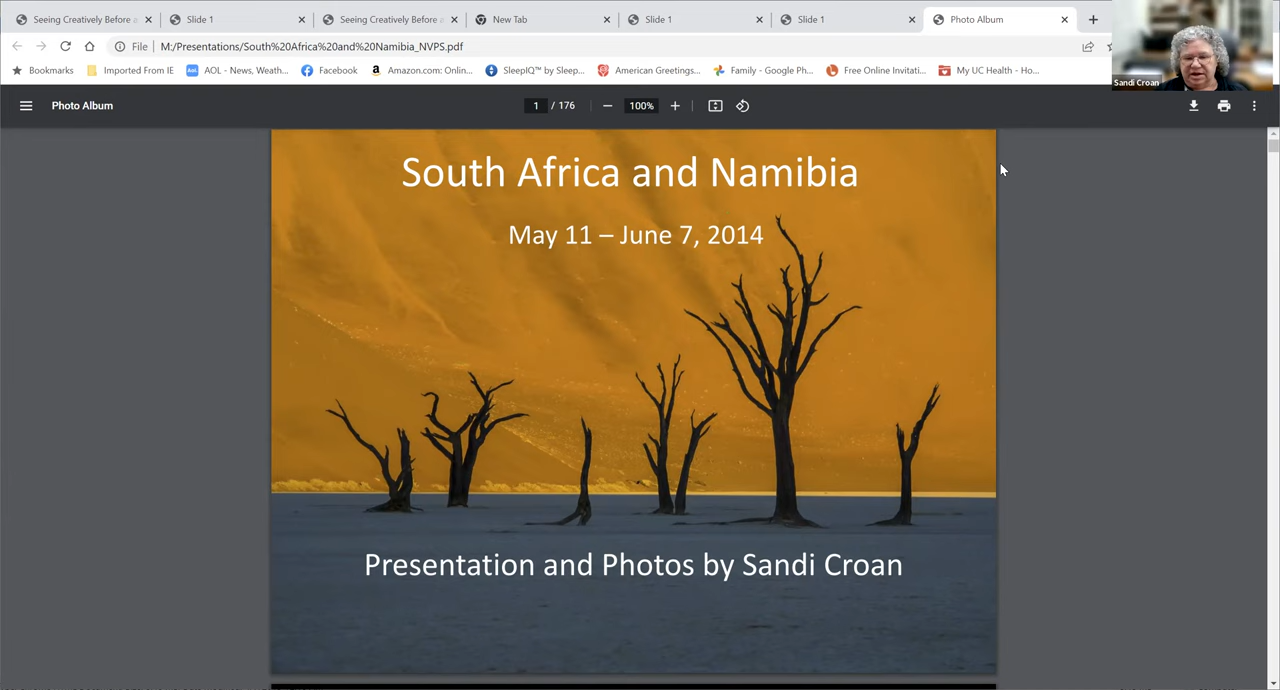 Seeing Creatively Before a
Slide 1
Seeing Creatively Before a
New Tab
Slide 1
Slide 1
Photo Album
File
M:/Presentations/South%20Africa%20and%20Namibia_NVPS.pdf
Bookmarks
Imported From IE
Aol
AOL - News, Weath...
Facebook
Amazon.com: Onlin...
SleepIQ™ by Sleep...
American Greetings...
Family - Google Ph...
Free Online Invitati...
My UC Health - Ho...
Sandi Croan
Photo Album
1 / 176
100%
South Africa and Namibia
May 11 – June 7, 2014
Presentation and Photos by Sandi Croan